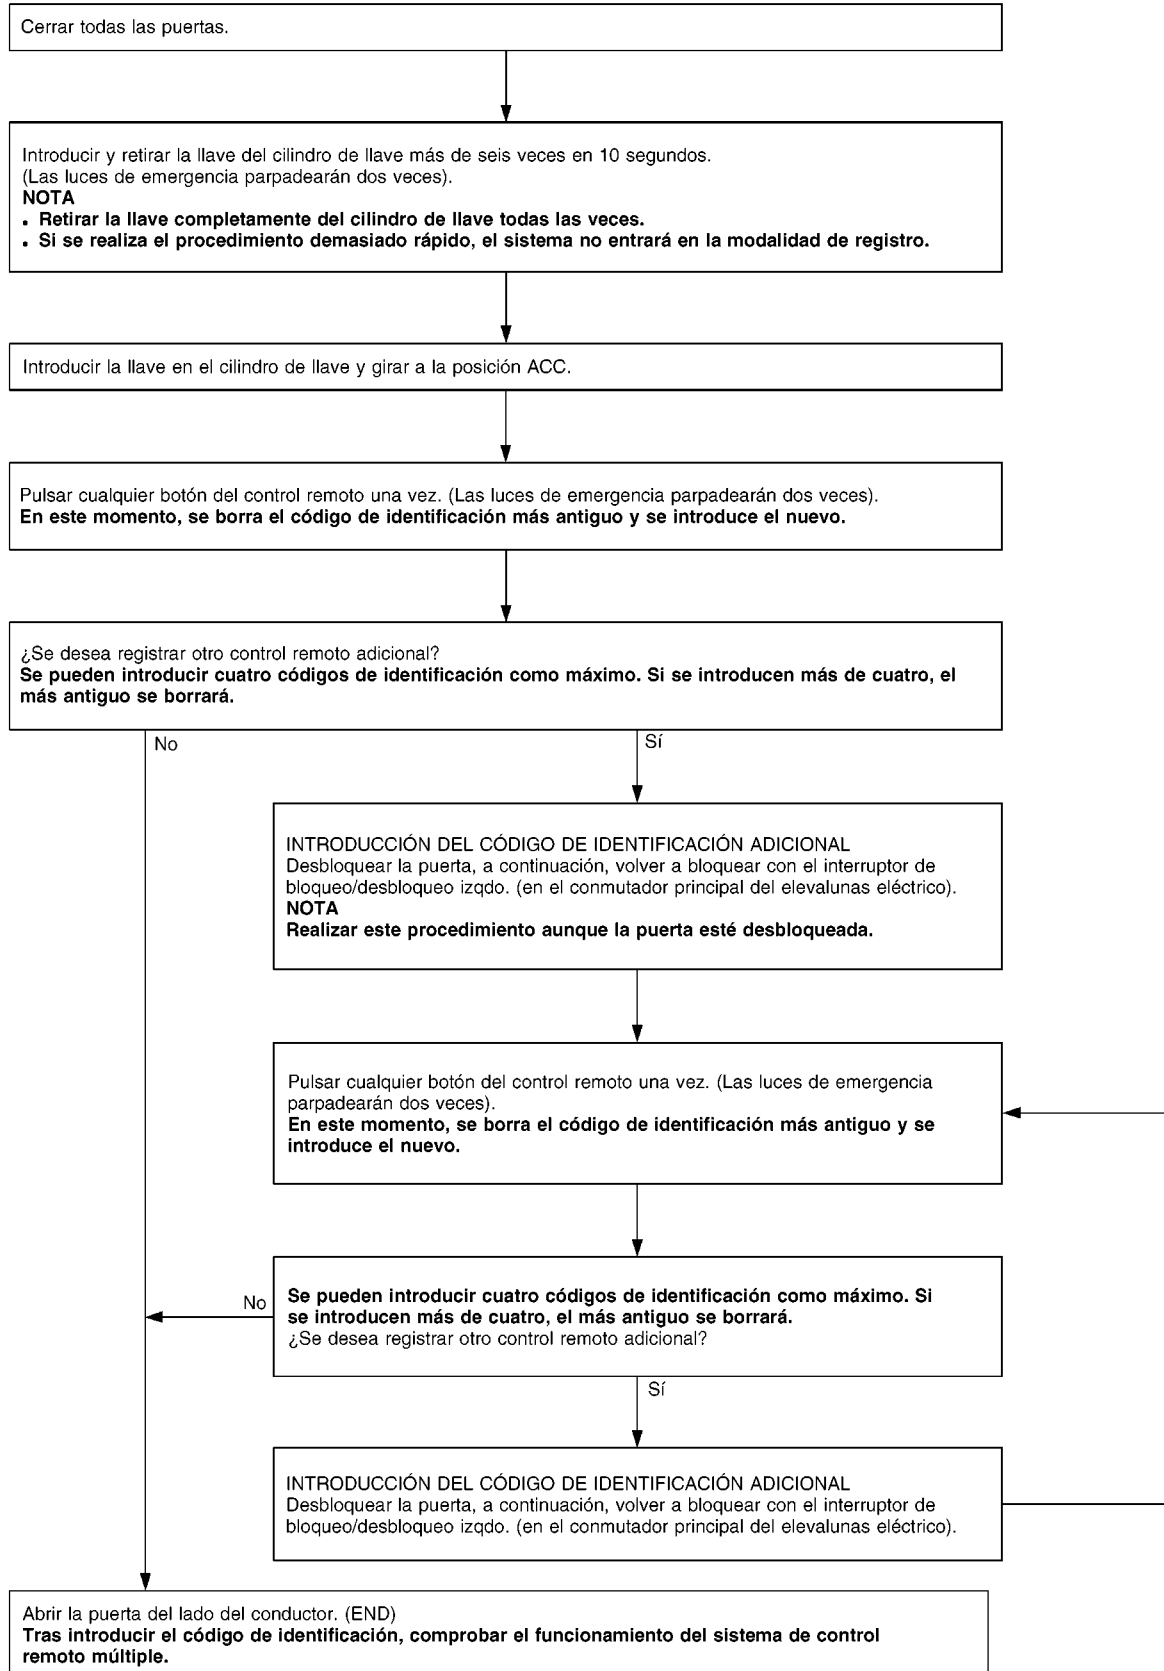 Cerrar todas las puertas.
Introducir y retirar la llave del cilindro de llave más de seis veces en 10 segundos.
(Las luces de emergencia parpadearán dos veces).
NOTA
• Retirar la llave completamente del cilindro de llave todas las veces.
• Si se realiza el procedimiento demasiado rápido, el sistema no entrará en la modalidad de registro.
Introducir la llave en el cilindro de llave y girar a la posición ACC.
Pulsar cualquier botón del control remoto una vez. (Las luces de emergencia parpadearán dos veces).
En este momento, se borra el código de identificación más antiguo y se introduce el nuevo.
¿Se desea registrar otro control remoto adicional?
Se pueden introducir cuatro códigos de identificación como máximo. Si se introducen más de cuatro, el
más antiguo se borrará.
No
Sí
INTRODUCCIÓN DEL CÓDIGO DE IDENTIFICACIÓN ADICIONAL
Desbloquear la puerta, a continuación, volver a bloquear con el interruptor de
bloqueo/desbloqueo izqdo. (en el conmutador principal del elevalunas eléctrico).
NOTA
Realizar este procedimiento aunque la puerta esté desbloqueada.
Pulsar cualquier botón del control remoto una vez. (Las luces de emergencia
parpadearán dos veces).
En este momento, se borra el código de identificación más antiguo y se
introduce el nuevo.
No
Se pueden introducir cuatro códigos de identificación como máximo. Si
se introducen más de cuatro, el más antiguo se borrará.
¿Se desea registrar otro control remoto adicional?
Sí
INTRODUCCIÓN DEL CÓDIGO DE IDENTIFICACIÓN ADICIONAL
Desbloquear la puerta, a continuación, volver a bloquear con el interruptor de
bloqueo/desbloqueo izqdo. (en el conmutador principal del elevalunas eléctrico).
Abrir la puerta del lado del conductor. (END)
Tras introducir el código de identificación, comprobar el funcionamiento del sistema de control
remoto múltiple.